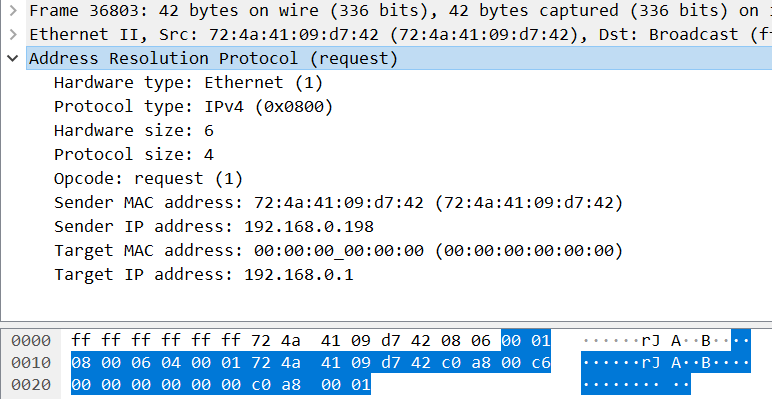 Frame 36803: 42 bytes on wire (336 bits), 42 bytes captured (336 bits) on
Ethernet II, Src: 72:4a:41:09:d7:42 (72:4a:41:09:d7:42), Dst: Broadcast (f
Address Resolution Protocol (request)
Hardware type: Ethernet (1)
Protocol type: IPv4 (0x0800)
Hardware size: 6
Protocol size: 4
Opcode: request (1)
Sender MAC address: 72:4a:41:09:d7:42 (72:4a:41:09:d7:42)
Sender IP address: 192.168.0.198
Target MAC address: 00:00:00_00:00:00 (00:00:00:00:00:00)
Target IP address: 192.168.0.1
0000 ff ff ff ff ff ff 72 4a 41 09 d7 42 08 06 00 01 ······rJ A··B····
0010 08 00 06 04 00 01 72 4a 41 09 d7 42 c0 a8 00 c6 ······rJ A··B····
0020 00 00 00 00 00 00 c0 a8 00 01 ········ ··